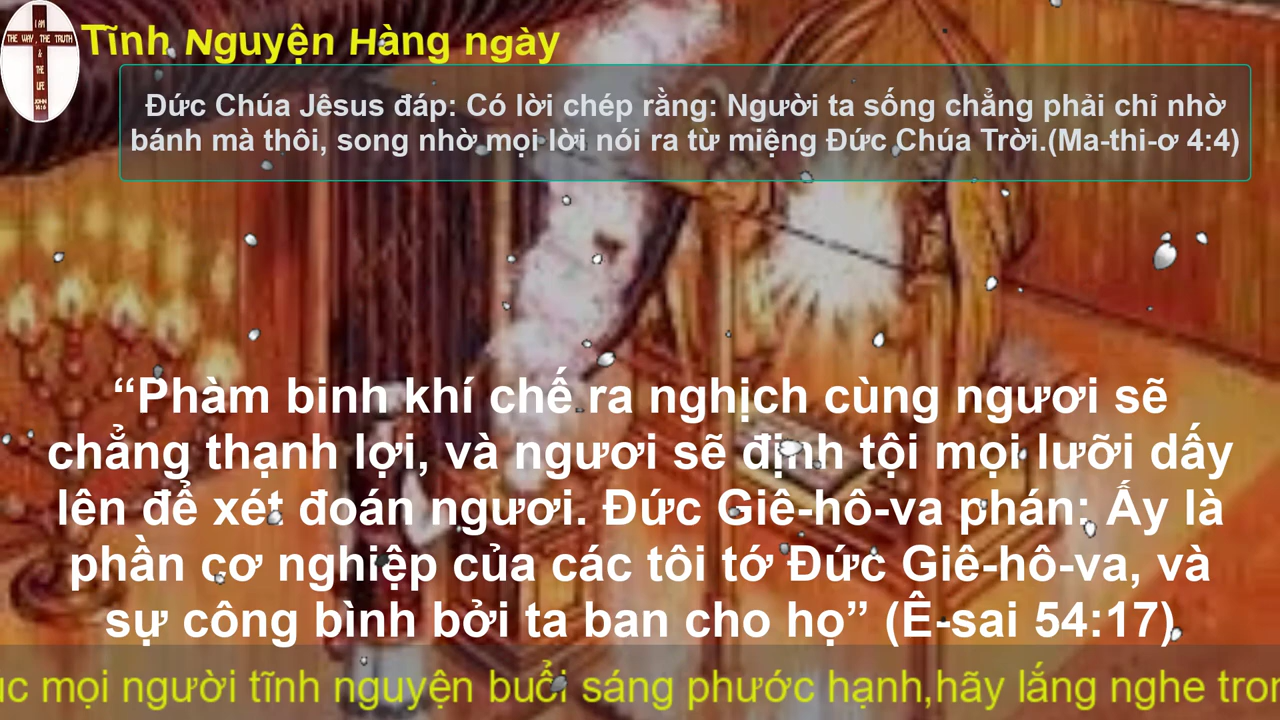 I AM
THE WAY, THE TRUTH
&
THE
LIFE
JOHN
14:6
Tĩnh Nguyện Hàng ngày
Đức Chúa Jêsus đáp: Có lời chép rằng: Người ta sống chẳng phải chỉ nhờ
bánh mà thôi, song nhờ mọi lời nói ra từ miệng Đức Chúa Trời.(Ma-thi-ơ 4:4)
“Phàm binh khí chế ra nghịch cùng ngươi sẽ
chẳng thạnh lợi, và ngươi sẽ định tội mọi lưỡi dấy
lên để xét đoán ngươi. Đức Giê-hô-va phán: Ấy là
phần cơ nghiệp của các tôi tớ Đức Giê-hô-va, và
sự công bình bởi ta ban cho họ” (Ê-sai 54:17)
mọi người tĩnh nguyện buổi sáng phước hạnh,hãy lắng nghe